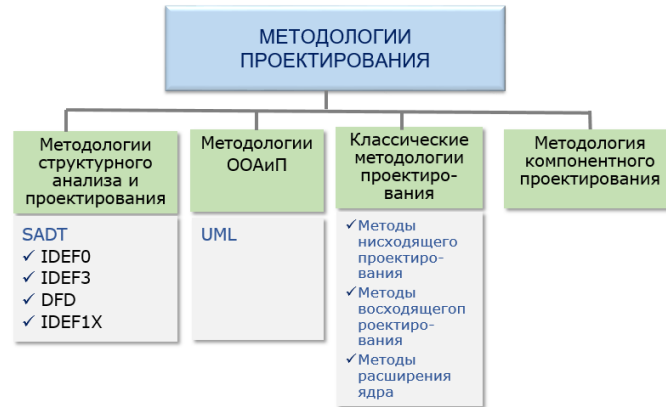 МЕТОДОЛОГИИ
ПРОЕКТИРОВАНИЯ
Методологии
структурного
анализа и
проектирования
SADT
✓ IDEF0
✓ IDEF3
✓ DFD
✓ IDEF1X
Методологии
ООАиП
UML
Классические
методологии
проектиро-
вания
✓Методы
нисходящего
проектиро-
вания
✓Методы
восходящегоп
роектиро-
вания
✓Методы
расширения
ядра
Методология
компонентного
проектирования